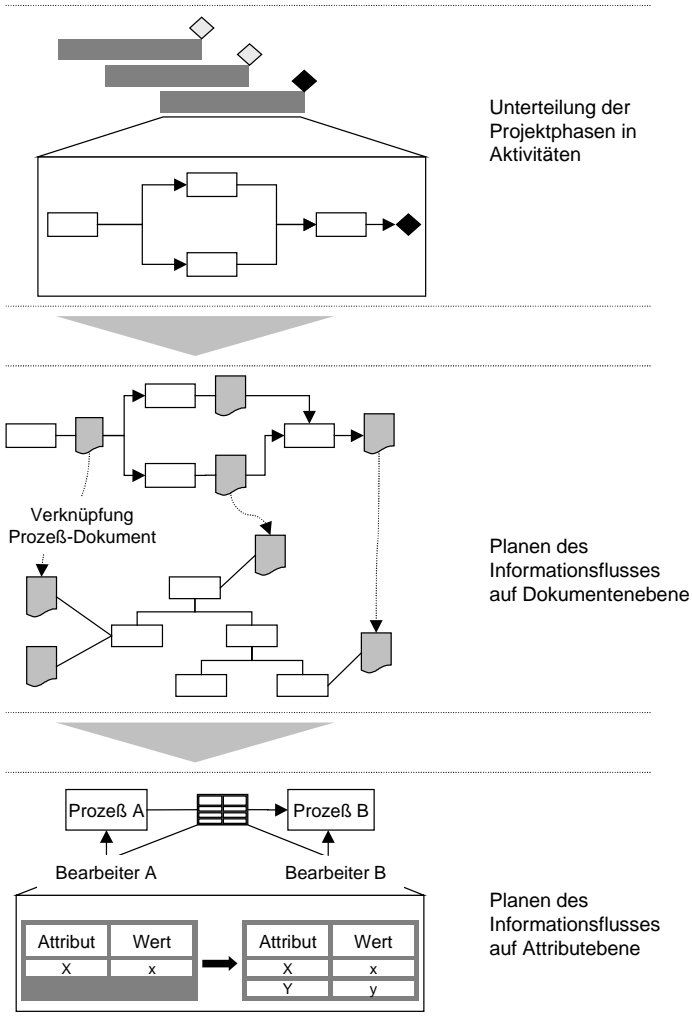 Unterteilung der
Projektphasen in
Aktivitäten
Verknüpfung
Prozeß-Dokument
Planen des
Informationsflusses
auf Dokumentenebene
Prozeß A
Prozeß B
Bearbeiter A
Bearbeiter B
Planen des
Informationsflusses
auf Attributebene
Attribut Wert
X x
Attribut Wert
X x
Y y